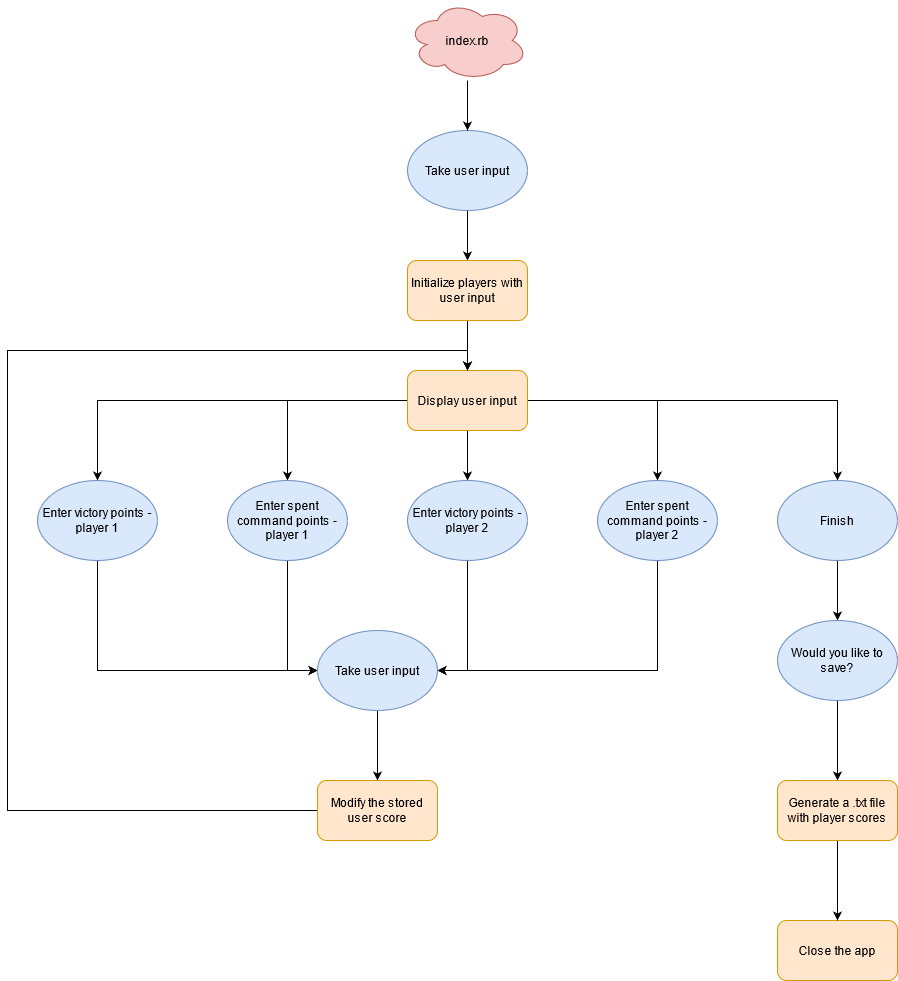 index.rb
Take user input
Initialize players with
user input
Display user input
Enter victory points -
player 1
Enter spent
command points -
player 1
Enter victory points -
player 2
Enter spent
command points -
player 2
Finish
Take user input
Would you like to
save?
Modify the stored
user score
Generate a .txt file
with player scores
Close the app